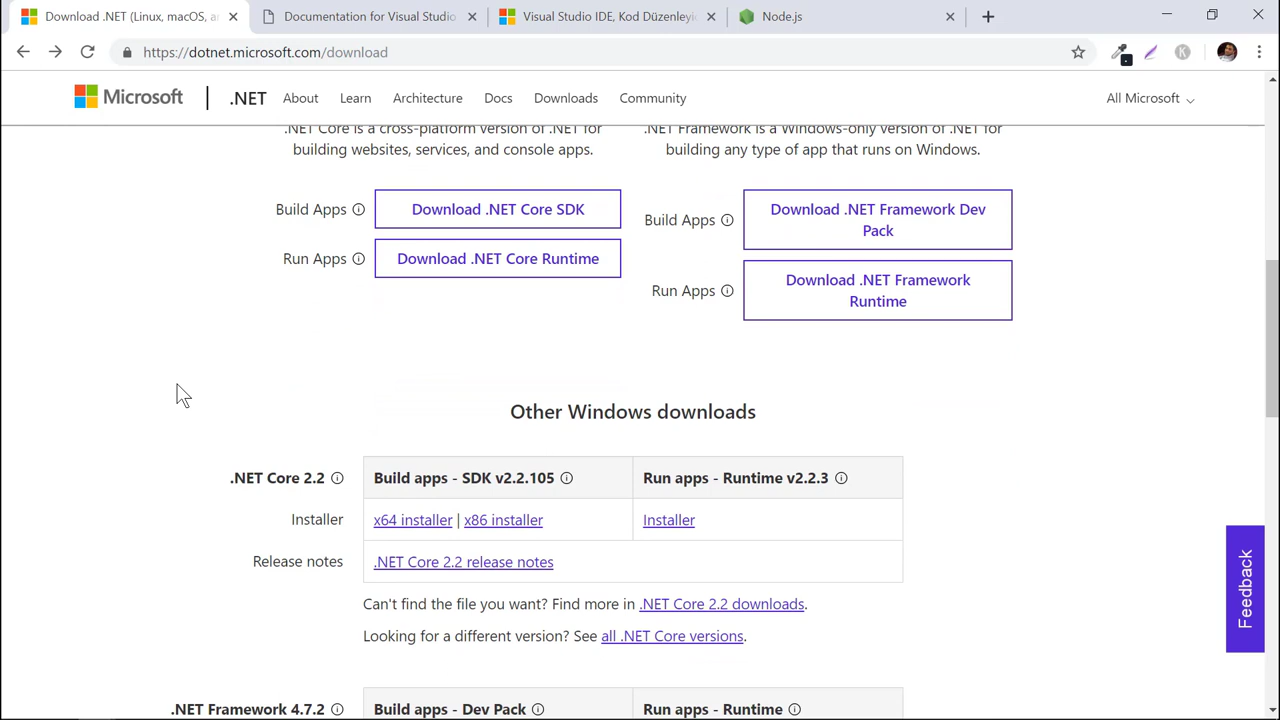 Download .NET (Linux, macOS, a
Documentation for Visual Studio
Visual Studio IDE, Kod Düzenleyi
Node.js
https://dotnet.microsoft.com/download
K
Microsoft
.NET
About
Learn
Architecture
Docs
Downloads
Community
All Microsoft
.NET Core is a cross-platform version of .NET for
building websites, services, and console apps.
.NET Framework is a Windows-only version of .NET for
building any type of app that runs on Windows.
Build Apps
Download .NET Core SDK
Run Apps
Download .NET Core Runtime
Build Apps
Download .NET Framework Dev
Pack
Run Apps
Download .NET Framework
Runtime
Other Windows downloads
.NET Core 2.2
Build apps - SDK v2.2.105
Run apps - Runtime v2.2.3
Installer
x64 installer | x86 installer
Installer
Release notes
.NET Core 2.2 release notes
Can't find the file you want? Find more in .NET Core 2.2 downloads.
Looking for a different version? See all .NET Core versions.
.NET Framework 4.7.2
Build apps - Dev Pack
Run apps - Runtime
Feedback